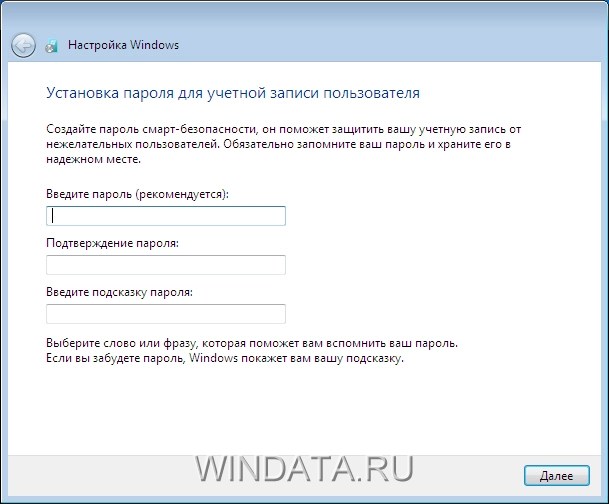 Настройка Windows
Установка пароля для учетной записи пользователя
Создайте пароль смарт-безопасности, он поможет защитить вашу учетную запись от
нежелательных пользователей. Обязательно запомните ваш пароль и храните его в
надежном месте.
Введите пароль (рекомендуется):
Подтверждение пароля:
Введите подсказку пароля:
Выберите слово или фразу, которая поможет вам вспомнить ваш пароль.
Если вы забудете пароль, Windows покажет вам вашу подсказку.
WINDATA.RU
Далее